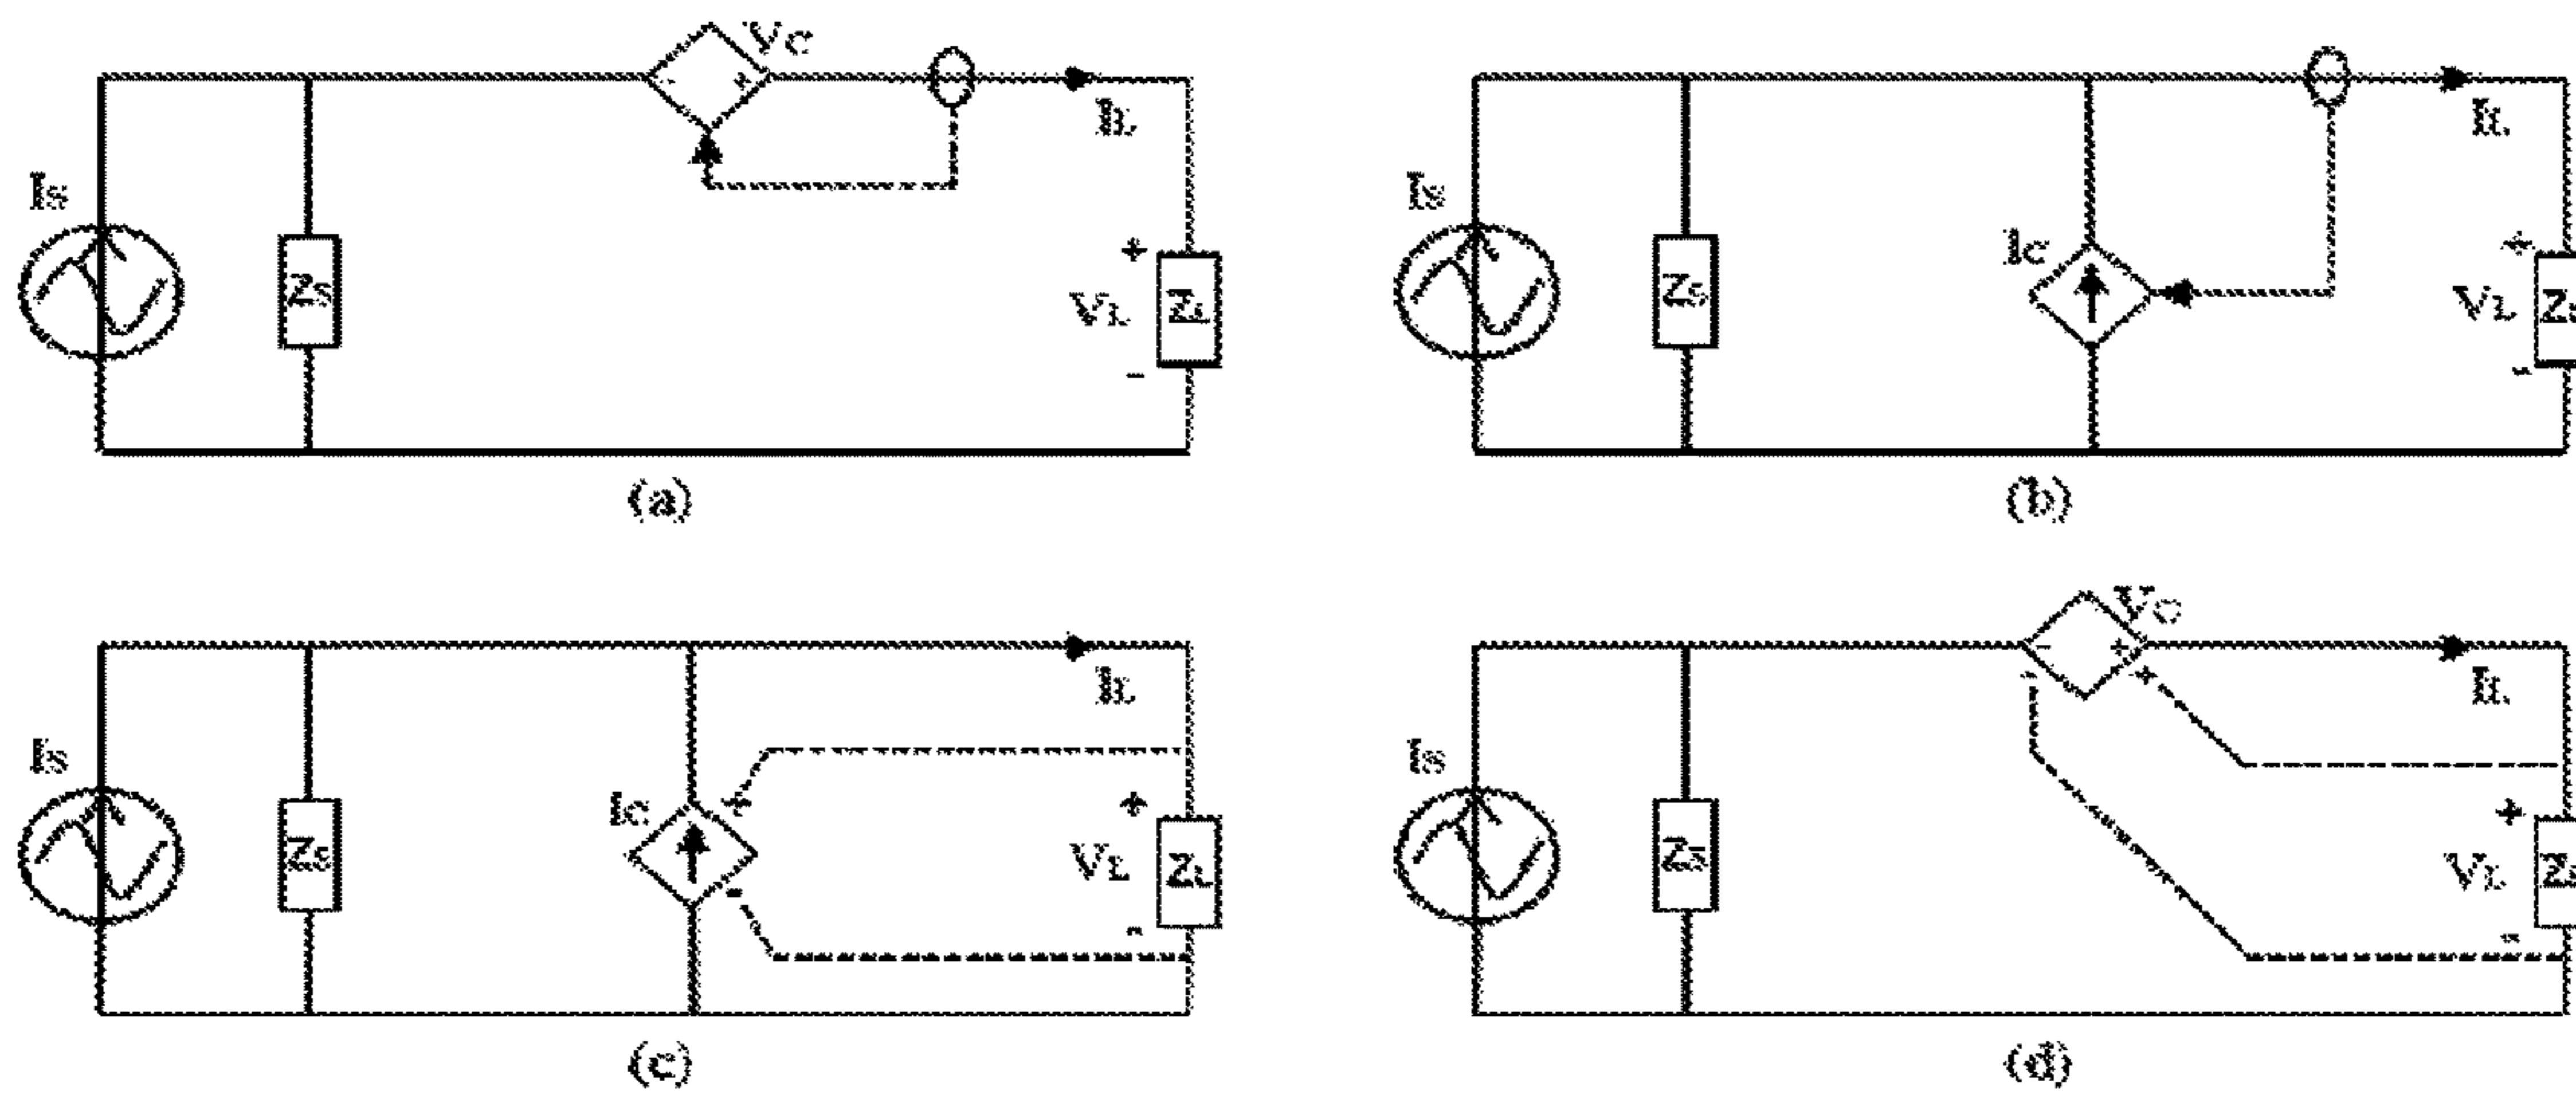 Vc
- +
IL
Is
Zs
+
VL
ZL
-
(a)
IL
Is
Zs
Ic
+
VL
-
(b)
IL
Is
Zs
Ic
+
-
+
VL
ZL
-
(c)
Vc
- +
- +
IL
Is
Zs
+
VL
-
(d)